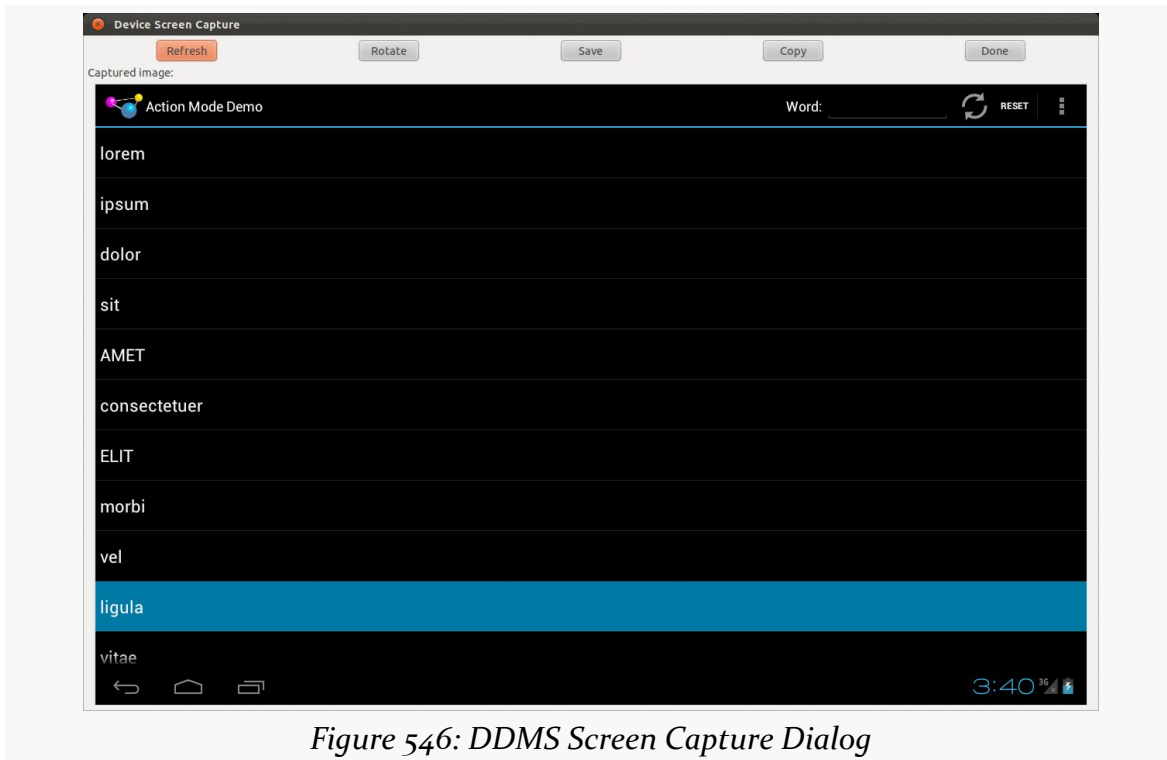 Device Screen Capture
Refresh Rotate Save Copy Done
Captured image:
Action Mode Demo Word: RESET
lorem
ipsum
dolor
sit
AMET
consectetuer
ELIT
morbi
vel
ligula
vitae
3:40 3G
Figure 546: DDMS Screen Capture Dialog